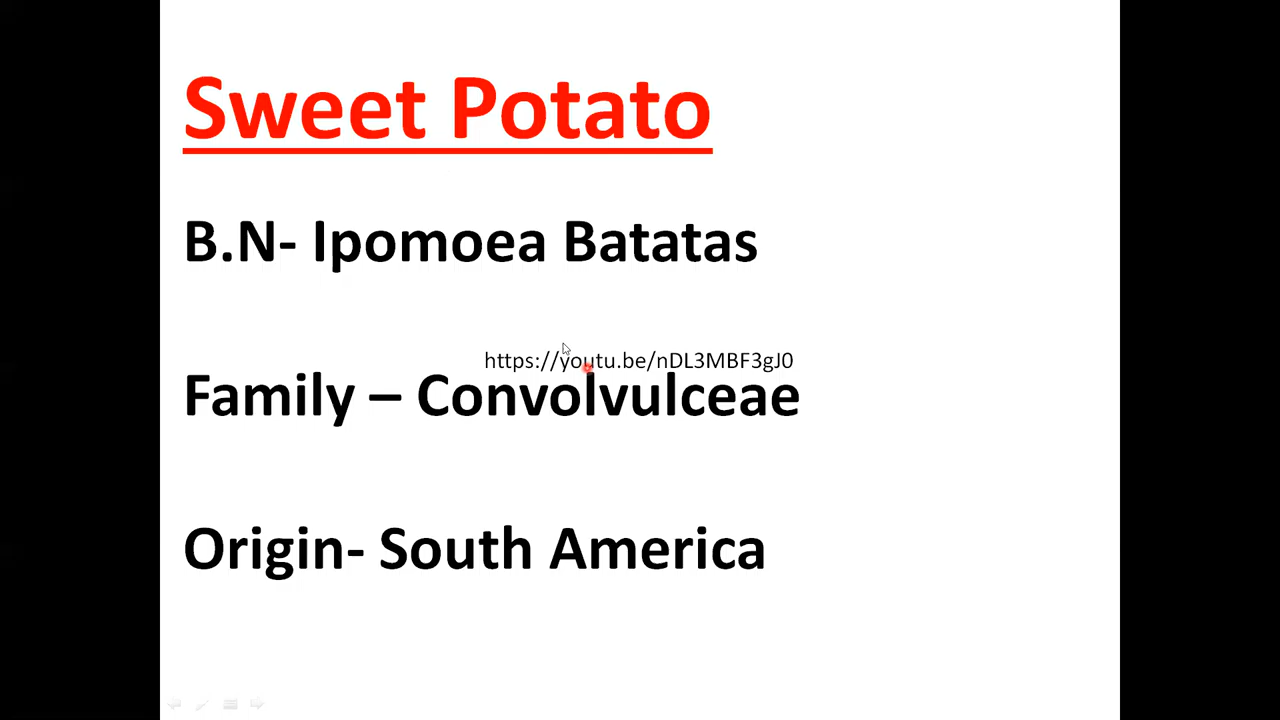 Sweet Potato
B.N- Ipomoea Batatas
https://youtu.be/nDL3MBF3gJ0
Family – Convolvulceae
Origin- South America